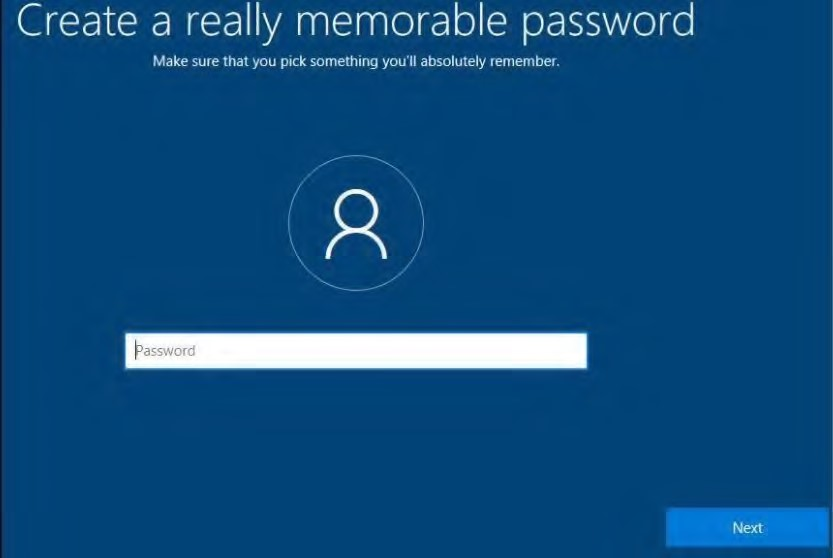 Create a really memorable password
Make sure that you pick something you'll absolutely remember.
Password
Next